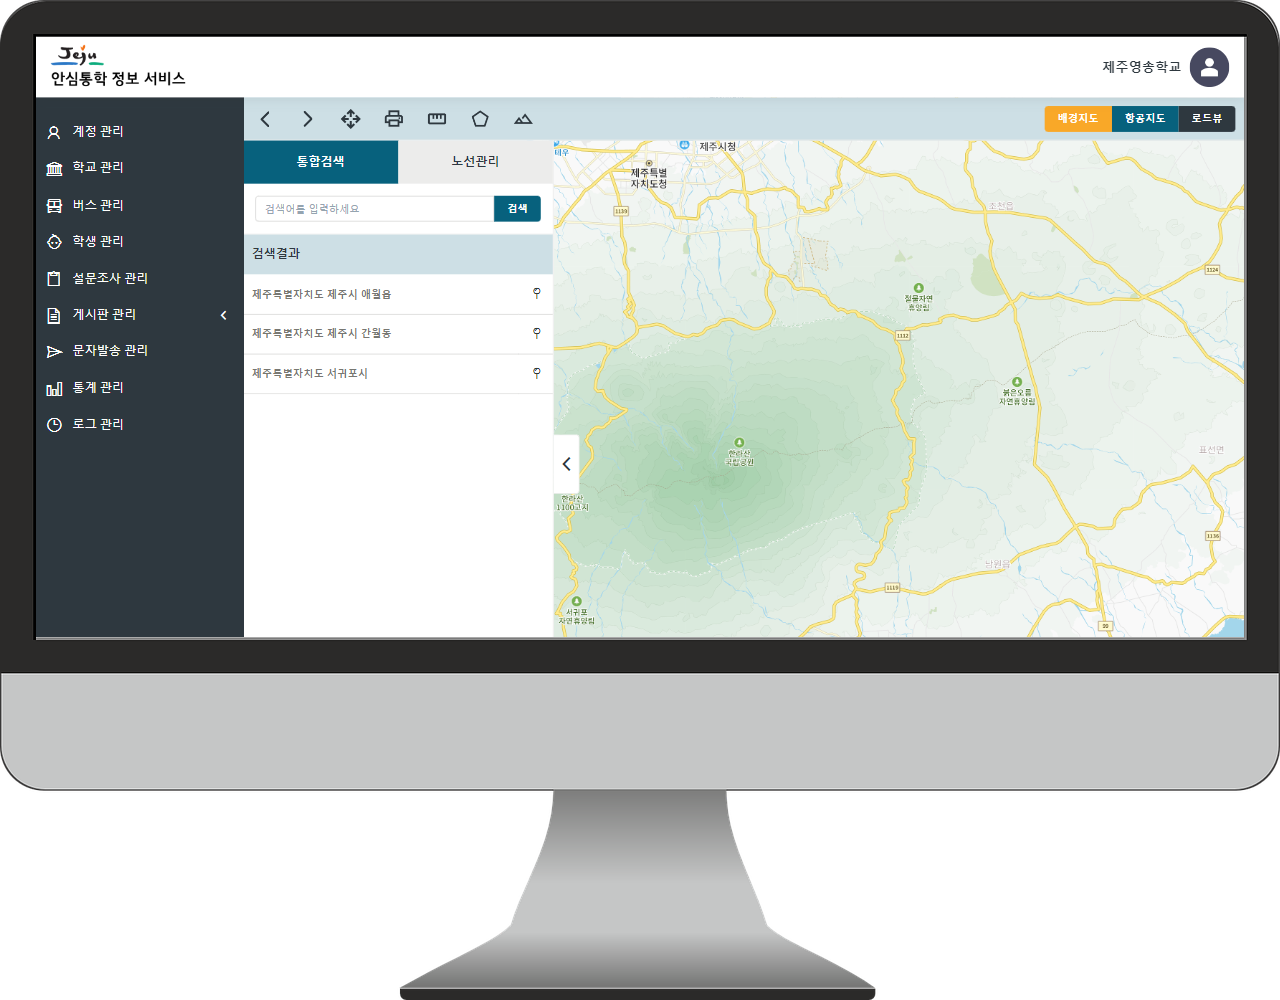 Jeju
안심통학 정보 서비스
제주영송학교
계정 관리
학교 관리
버스 관리
학생 관리
설문조사 관리
게시판 관리
문자발송 관리
통계 관리
로그 관리
배경지도
항공지도
로드뷰
통합검색
노선관리
검색어를 입력하세요
검색
검색결과
제주특별자치도 제주시 애월읍
제주특별자치도 제주시 간월동
제주특별자치도 서귀포시
제주시청
제주특별
자치도청
1139
조천읍
1124
절물자연
휴양림
1112
붉은오름
자연휴양림
한라산
국립공원
표선면
한라산
1100고지
1136
남원읍
1119
서귀포
자연휴양림
99